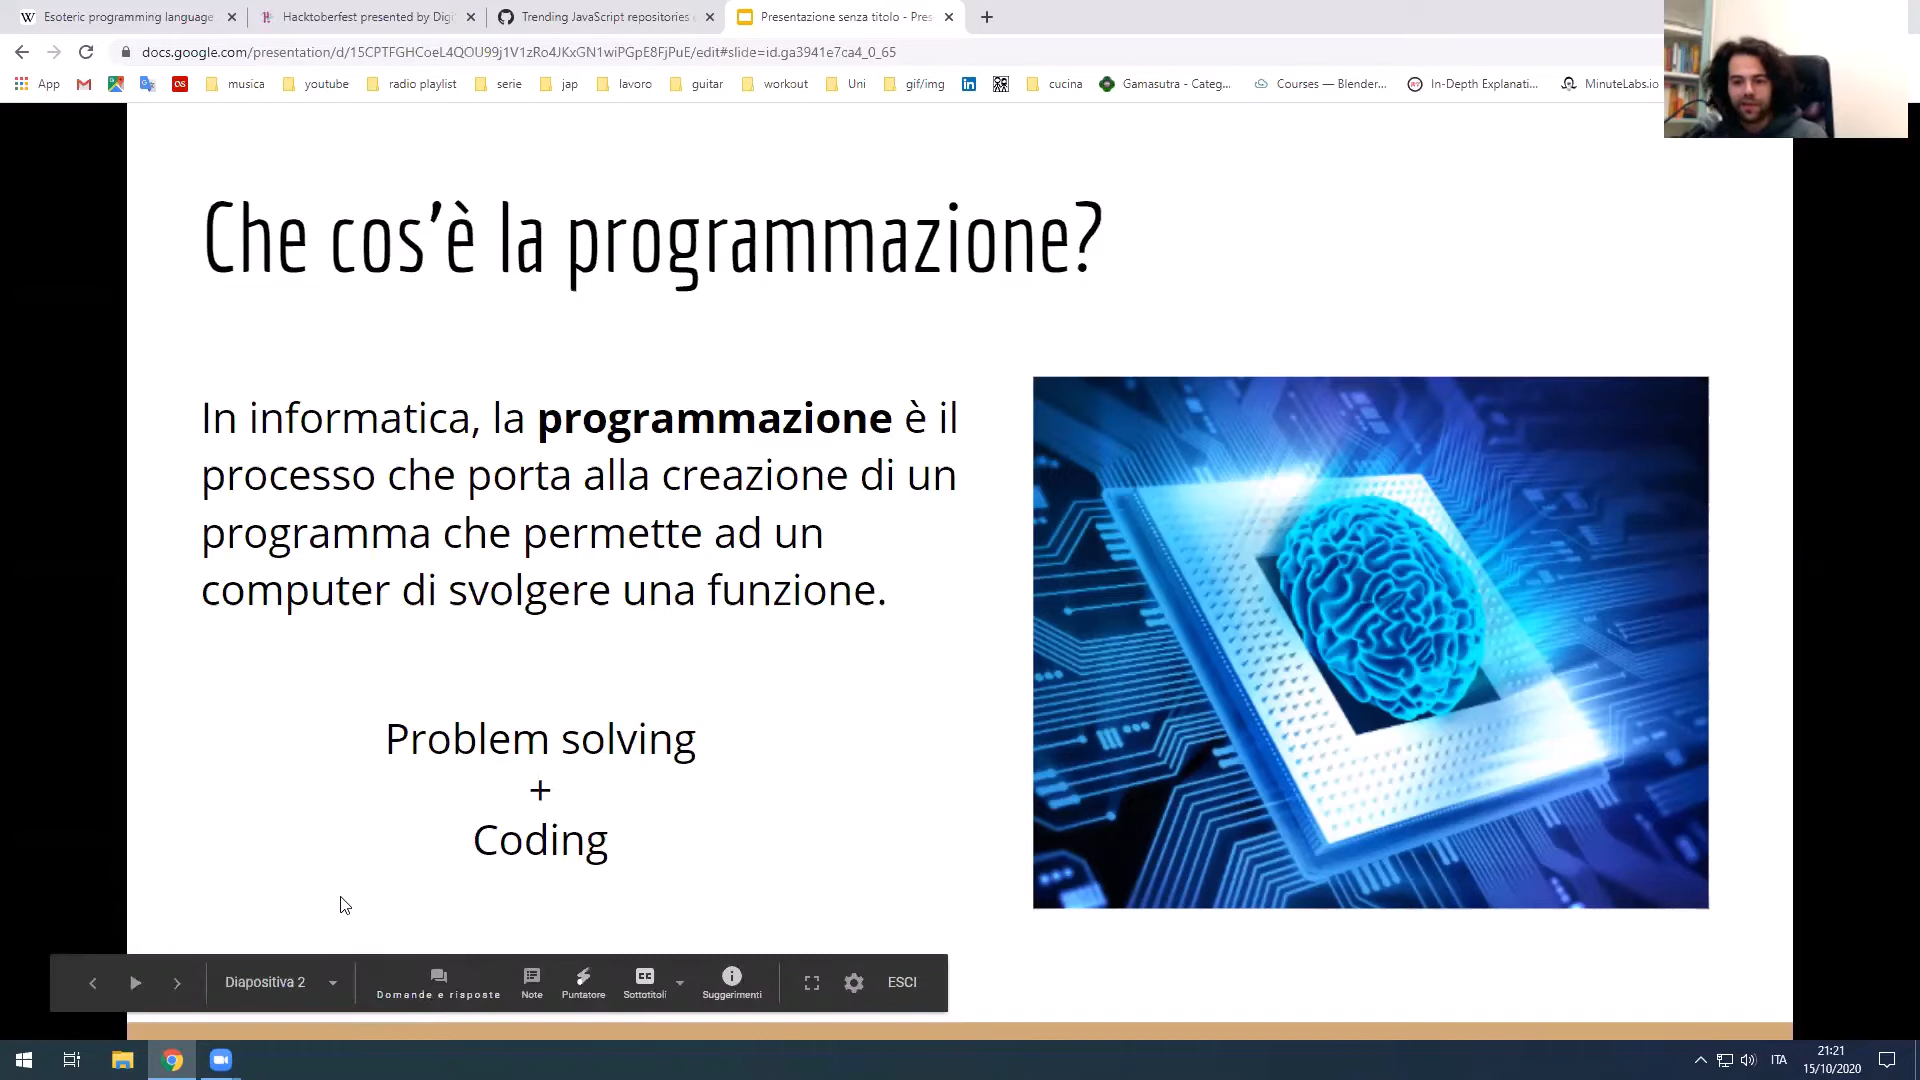 Esoteric programming language
Hacktoberfest presented by Digi
Trending JavaScript repositories
Presentazione senza titolo - Pres
docs.google.com/presentation/d/15CPTFGHCoeL4QOU99j1V1zRo4JKxGN1wiPGpE8FjPuE/edit#slide=id.ga3941e7ca4_0_65
App
musica
youtube
radio playlist
serie
jap
lavoro
guitar
workout
Uni
gif/img
cucina
Gamasutra - Categ...
Courses — Blender...
In-Depth Explanati...
MinuteLabs.io
Che cos'è la programmazione?
In informatica, la programmazione è il
processo che porta alla creazione di un
programma che permette ad un
computer di svolgere una funzione.
Problem solving
+
Coding
Diapositiva 2
Domande e risposte
Note
Puntatore
Sottotitoli
Suggerimenti
ESCI
ITA
21:21
15/10/2020